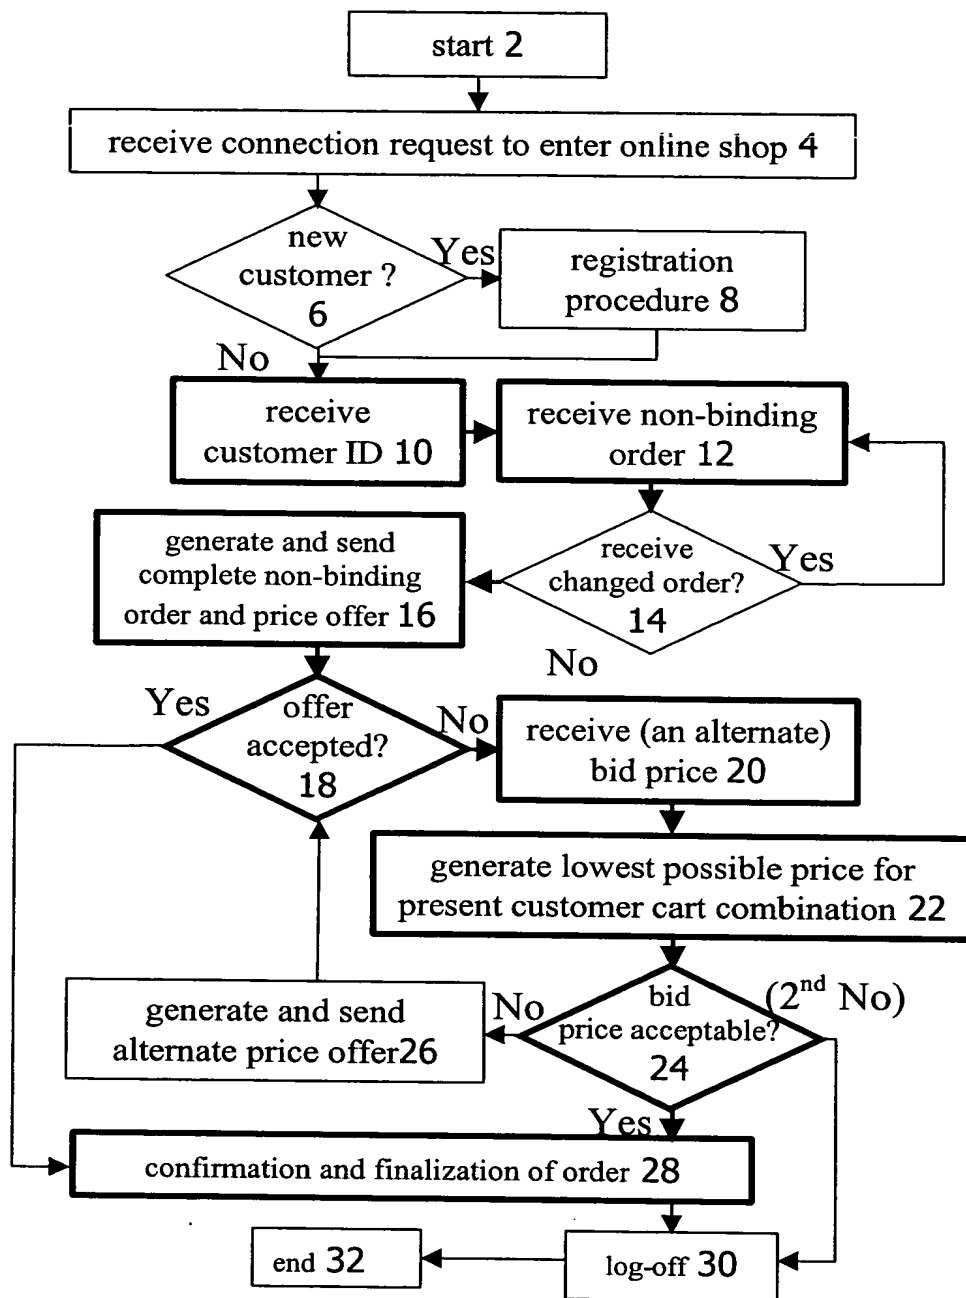 start 2
receive connection request to enter online shop 4
new
customer ?
6
Yes
registration
procedure 8
No
receive
customer ID 10
receive non-binding
order 12
generate and send
complete non-binding
order and price offer 16
receive
changed order?
14
Yes
No
Yes
offer
accepted?
18
No
receive (an alternate)
bid price 20
generate lowest possible price for
present customer cart combination 22
generate and send
alternate price offer26
No
bid
price acceptable?
24
(2nd No)
Yes
confirmation and finalization of order 28
end 32
log-off 30